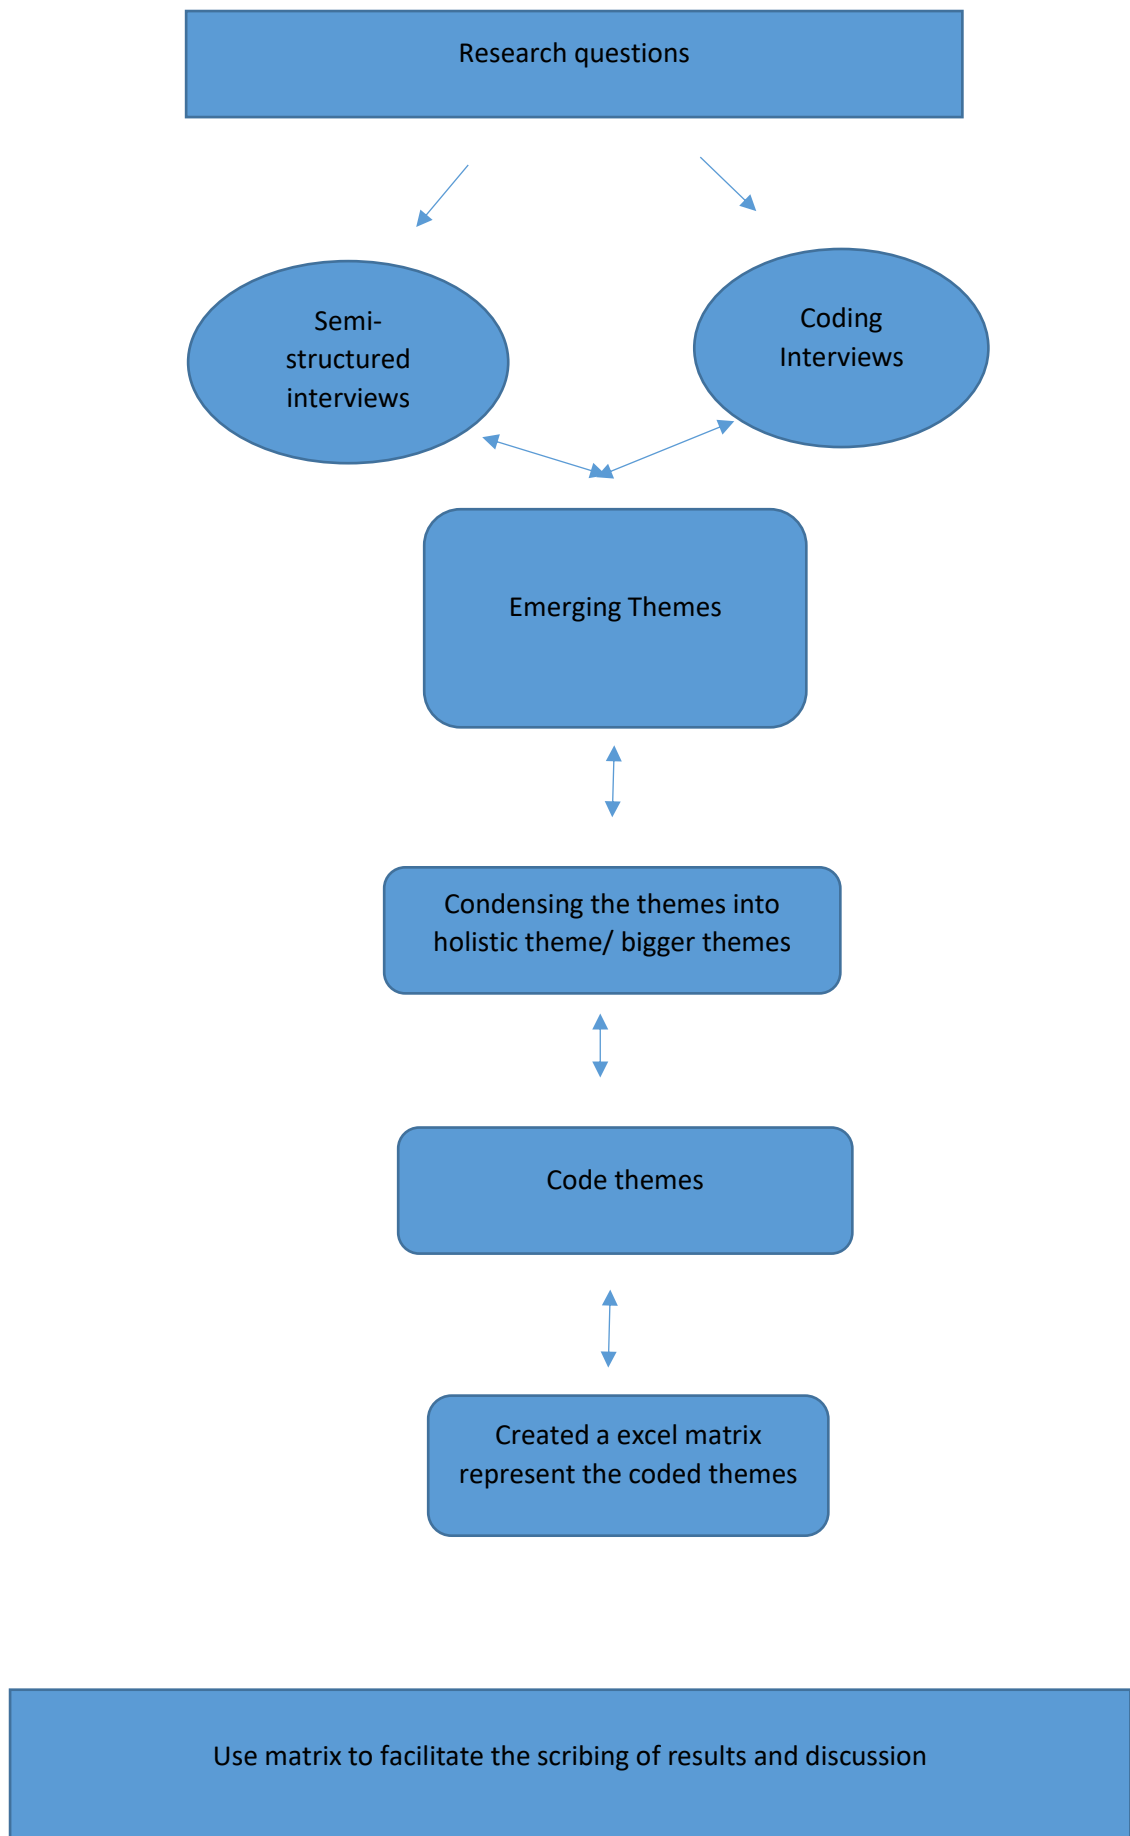 Research questions
Semi-
structured
interviews
Coding
Interviews
Emerging Themes
Condensing the themes into
holistic theme/ bigger themes
Code themes
Created a excel matrix
represent the coded themes
Use matrix to facilitate the scribing of results and discussion